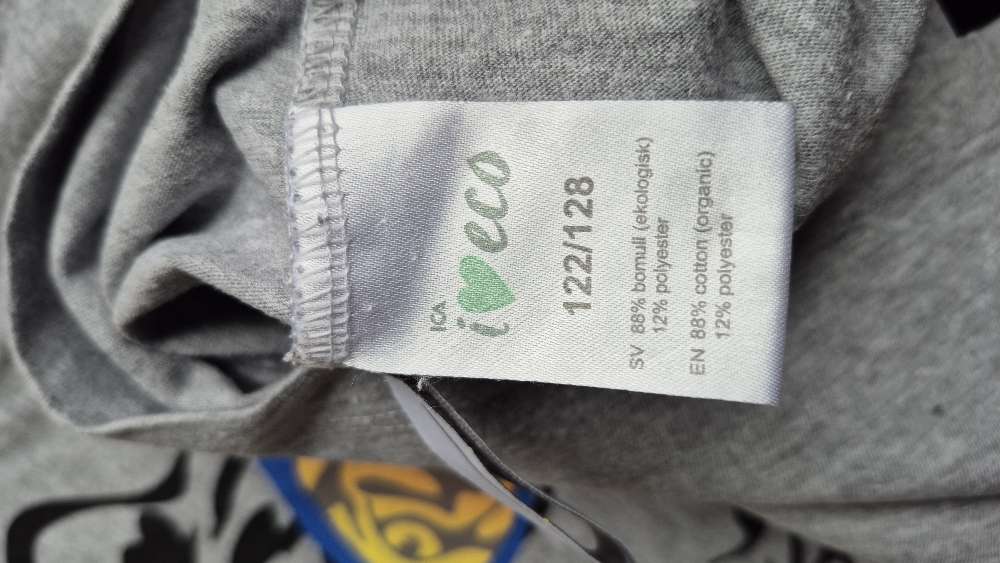 ICA
i♥eco
122/128
SV 88% bomull (ekologisk)
12% polyester
EN 88% cotton (organic)
12% polyester